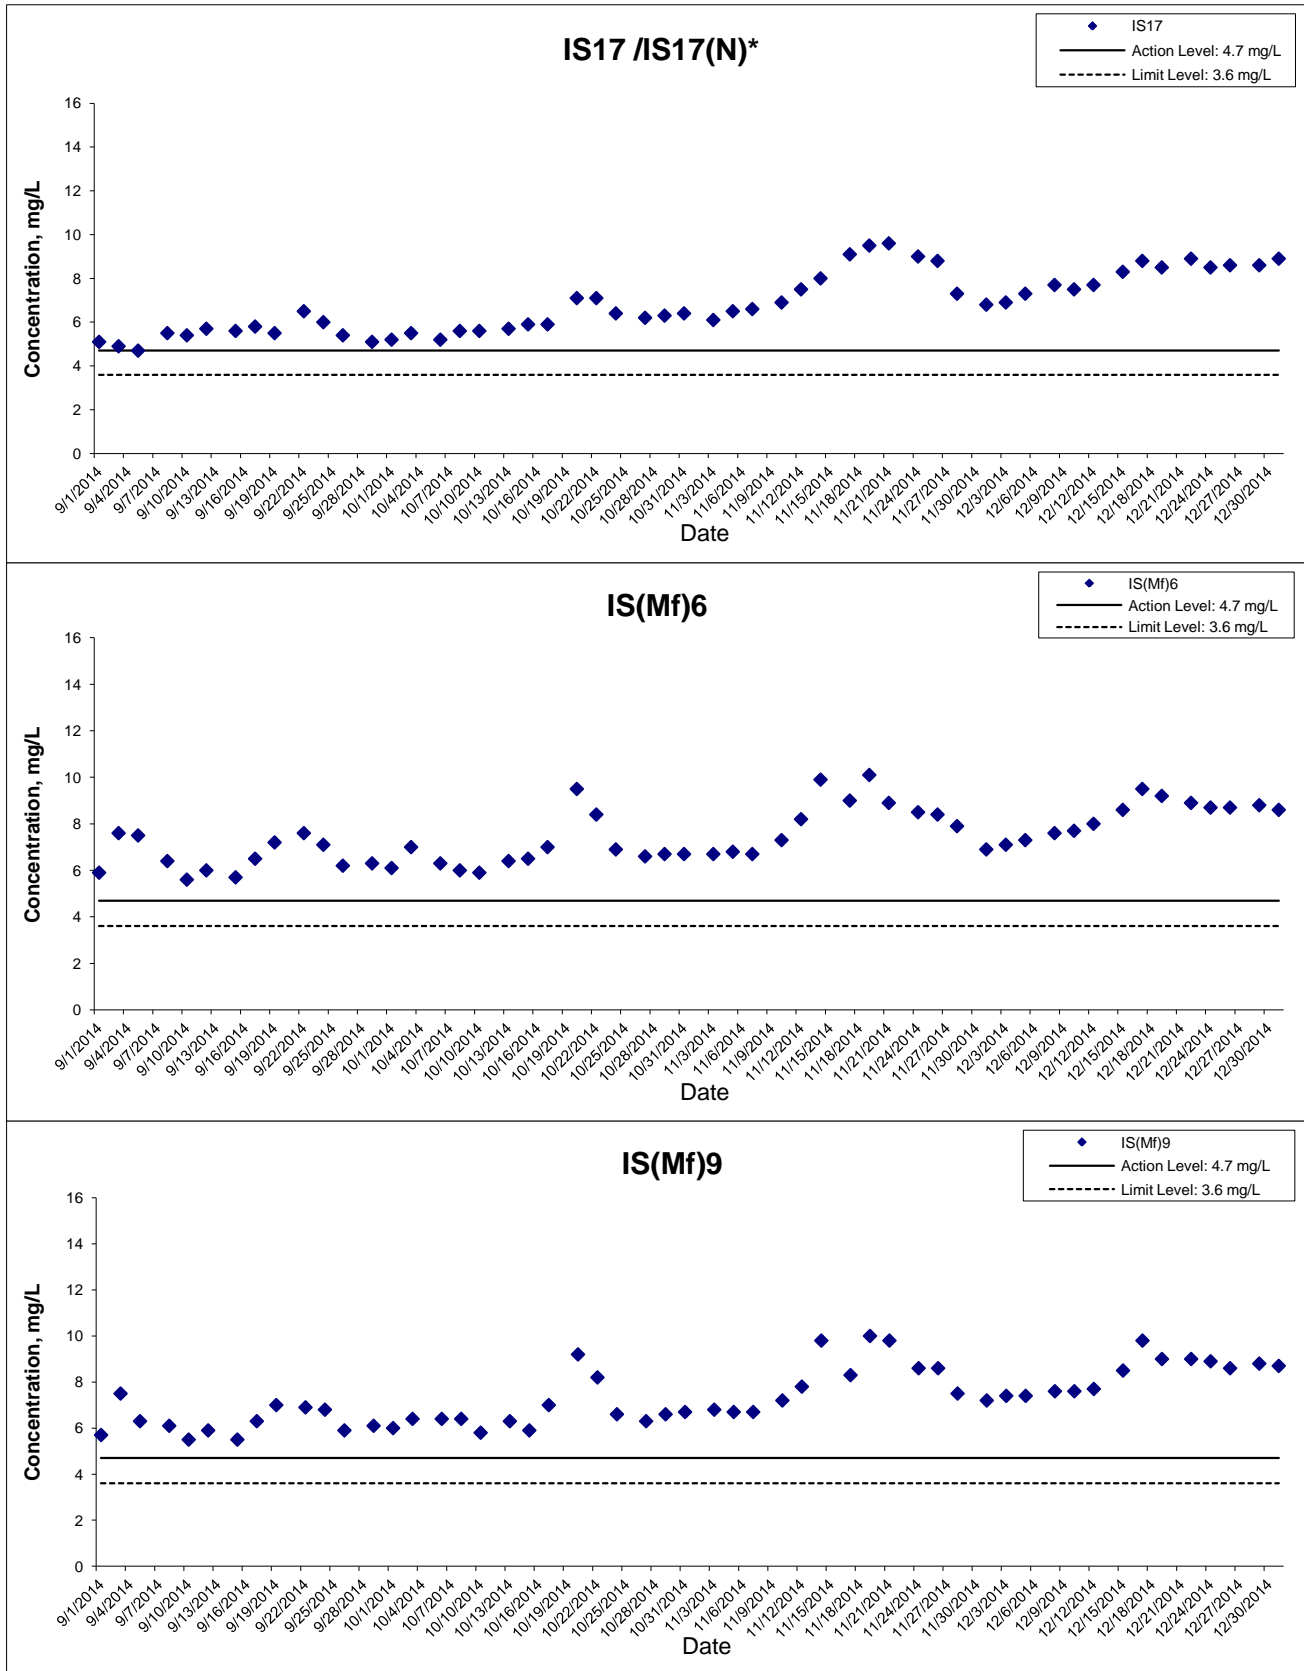 IS17 /IS17(N)*
IS17
Action Level: 4.7 mg/L
Limit Level: 3.6 mg/L
Concentration, mg/L
16
14
12
10
8
6
4
2
0
9/1/2014 9/4/2014 9/7/2014 9/10/2014 9/13/2014 9/16/2014 9/19/2014 9/22/2014 9/25/2014 9/28/2014 10/1/2014 10/4/2014 10/7/2014 10/10/2014 10/13/2014 10/16/2014 10/19/2014 10/22/2014 10/25/2014 10/28/2014 10/31/2014 11/3/2014 11/6/2014 11/9/2014 11/12/2014 11/15/2014 11/18/2014 11/21/2014 11/24/2014 11/27/2014 11/30/2014 12/3/2014 12/6/2014 12/9/2014 12/12/2014 12/15/2014 12/18/2014 12/21/2014 12/24/2014 12/27/2014 12/30/2014
Date
IS(Mf)6
IS(Mf)6
Action Level: 4.7 mg/L
Limit Level: 3.6 mg/L
Concentration, mg/L
16
14
12
10
8
6
4
2
0
9/1/2014 9/4/2014 9/7/2014 9/10/2014 9/13/2014 9/16/2014 9/19/2014 9/22/2014 9/25/2014 9/28/2014 10/1/2014 10/4/2014 10/7/2014 10/10/2014 10/13/2014 10/16/2014 10/19/2014 10/22/2014 10/25/2014 10/28/2014 10/31/2014 11/3/2014 11/6/2014 11/9/2014 11/12/2014 11/15/2014 11/18/2014 11/21/2014 11/24/2014 11/27/2014 11/30/2014 12/3/2014 12/6/2014 12/9/2014 12/12/2014 12/15/2014 12/18/2014 12/21/2014 12/24/2014 12/27/2014 12/30/2014
Date
IS(Mf)9
IS(Mf)9
Action Level: 4.7 mg/L
Limit Level: 3.6 mg/L
Concentration, mg/L
16
14
12
10
8
6
4
2
0
9/1/2014 9/4/2014 9/7/2014 9/10/2014 9/13/2014 9/16/2014 9/19/2014 9/22/2014 9/25/2014 9/28/2014 10/1/2014 10/4/2014 10/7/2014 10/10/2014 10/13/2014 10/16/2014 10/19/2014 10/22/2014 10/25/2014 10/28/2014 10/31/2014 11/3/2014 11/6/2014 11/9/2014 11/12/2014 11/15/2014 11/18/2014 11/21/2014 11/24/2014 11/27/2014 11/30/2014 12/3/2014 12/6/2014 12/9/2014 12/12/2014 12/15/2014 12/18/2014 12/21/2014 12/24/2014 12/27/2014 12/30/2014
Date